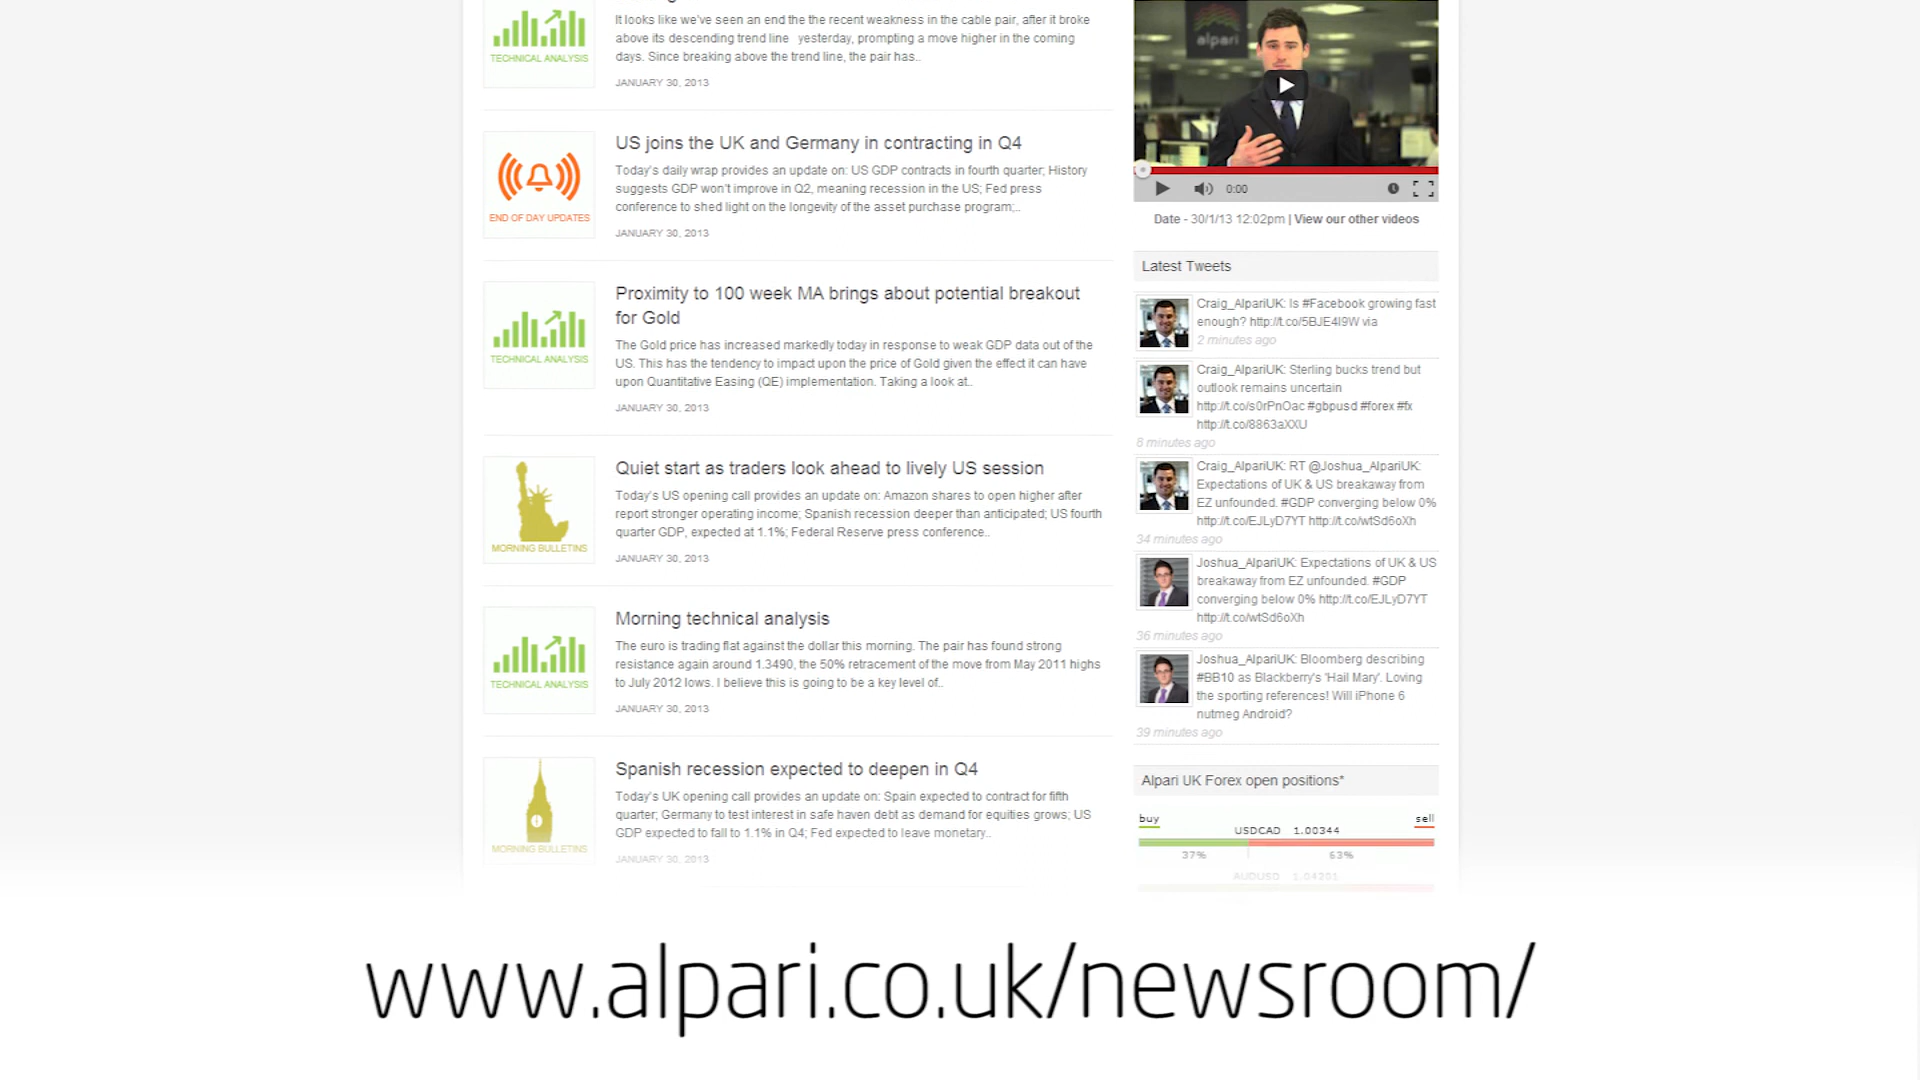 It looks like we've seen an end the the recent weakness in the cable pair, after it broke
above its descending trend line yesterday, prompting a move higher in the coming
days. Since breaking above the trend line, the pair has..
TECHNICAL ANALYSIS
JANUARY 30, 2013
US joins the UK and Germany in contracting in Q4
Today's daily wrap provides an update on: US GDP contracts in fourth quarter; History
suggests GDP won't improve in Q2, meaning recession in the US; Fed press
conference to shed light on the longevity of the asset purchase program;..
END OF DAY UPDATES
JANUARY 30, 2013
Proximity to 100 week MA brings about potential breakout
for Gold
The Gold price has increased markedly today in response to weak GDP data out of the
US. This has the tendency to impact upon the price of Gold given the effect it can have
upon Quantitative Easing (QE) implementation. Taking a look at..
TECHNICAL ANALYSIS
JANUARY 30, 2013
Quiet start as traders look ahead to lively US session
Today's US opening call provides an update on: Amazon shares to open higher after
report stronger operating income; Spanish recession deeper than anticipated; US fourth
quarter GDP, expected at 1.1%; Federal Reserve press conference..
MORNING BULLETINS
JANUARY 30, 2013
Morning technical analysis
The euro is trading flat against the dollar this morning. The pair has found strong
resistance again around 1.3490, the 50% retracement of the move from May 2011 highs
to July 2012 lows. I believe this is going to be a key level of..
TECHNICAL ANALYSIS
JANUARY 30, 2013
Spanish recession expected to deepen in Q4
Today's UK opening call provides an update on: Spain expected to contract for fifth
quarter; Germany to test interest in safe haven debt as demand for equities grows; US
GDP expected to fall to 1.1% in Q4; Fed expected to leave monetary..
MORNING BULLETINS
JANUARY 30, 2013
alpari
0:00
Date - 30/1/13 12:02pm | View our other videos
Latest Tweets
Craig_AlpariUK: Is #Facebook growing fast
enough? http://t.co/5BJE4I9W via
2 minutes ago
Craig_AlpariUK: Sterling bucks trend but
outlook remains uncertain
http://t.co/s0rPnOac #gbpusd #forex #fx
http://t.co/8863aXXU
8 minutes ago
Craig_AlpariUK: RT @Joshua_AlpariUK:
Expectations of UK & US breakaway from
EZ unfounded. #GDP converging below 0%
http://t.co/EJLyD7YT http://t.co/wtSd6oXh
34 minutes ago
Joshua_AlpariUK: Expectations of UK & US
breakaway from EZ unfounded. #GDP
converging below 0% http://t.co/EJLyD7YT
http://t.co/wtSd6oXh
36 minutes ago
Joshua_AlpariUK: Bloomberg describing
#BB10 as Blackberry's 'Hail Mary'. Loving
the sporting references! Will iPhone 6
nutmeg Android?
39 minutes ago
Alpari UK Forex open positions*
buy sell
USDCAD 1.00344
37% 63%
AUDUSD 1.04201
www.alpari.co.uk/newsroom/